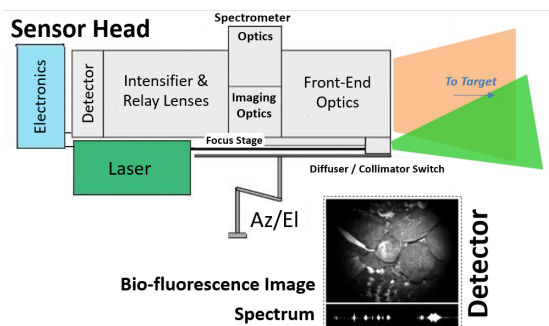 Sensor Head
Spectrometer
Optics
Electronics
Detector
Intensifier &
Relay Lenses
Imaging
Optics
Front-End
Optics
To Target
Focus Stage
Laser
Diffuser / Collimator Switch
Az/El
Bio-fluorescence Image
Spectrum
Detector